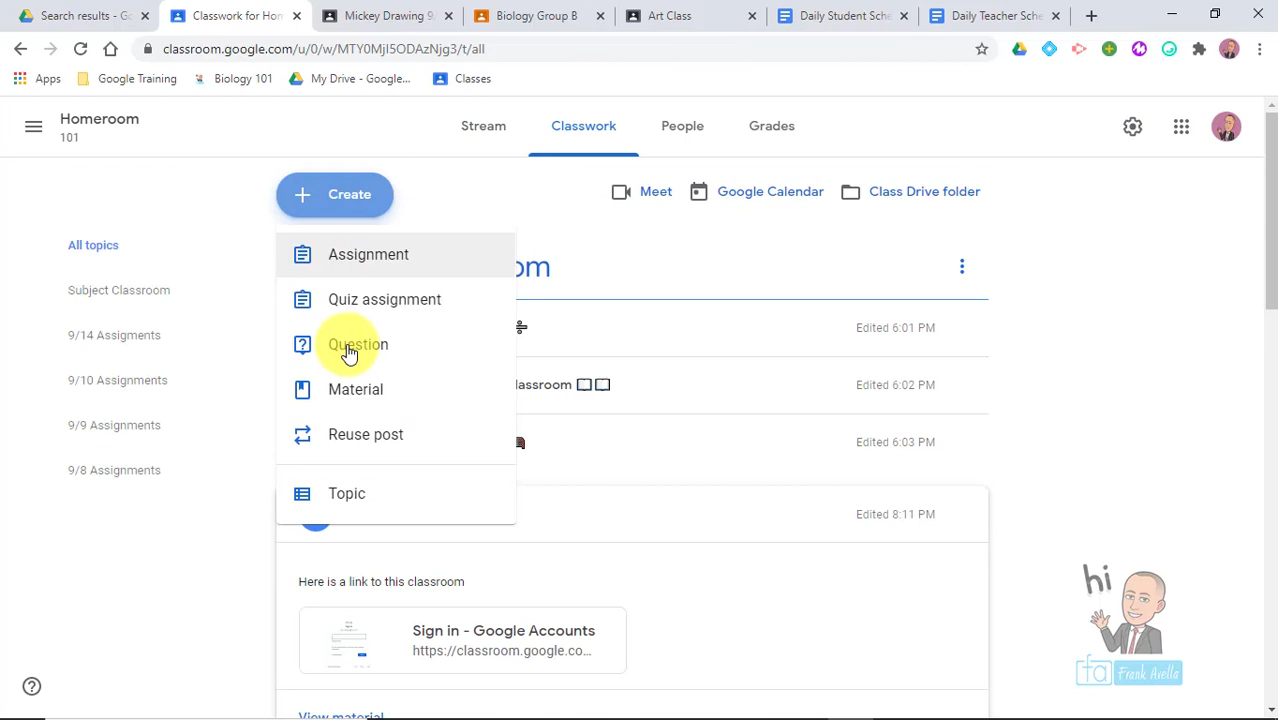 Search results - G
Classwork for Hom
Mickey Drawing 9/
Biology Group B
Art Class
Daily Student Sche
Daily Teacher Sche
classroom.google.com/u/0/w/MTY0MjI5ODAzNjg3/t/all
Apps
Google Training
Biology 101
My Drive - Google...
Classes
Homeroom
101
Stream
Classwork
People
Grades
Create
Meet
Google Calendar
Class Drive folder
All topics
Subject Classroom
9/14 Assignments
9/10 Assignments
9/9 Assignments
9/8 Assignments
Assignment
Quiz assignment
Question
Material
Reuse post
Topic
om
Edited 6:01 PM
lassroom
Edited 6:02 PM
Edited 6:03 PM
Edited 8:11 PM
Here is a link to this classroom
Sign in - Google Accounts
https://classroom.google.co...
View material
hi
fa Frank Avella